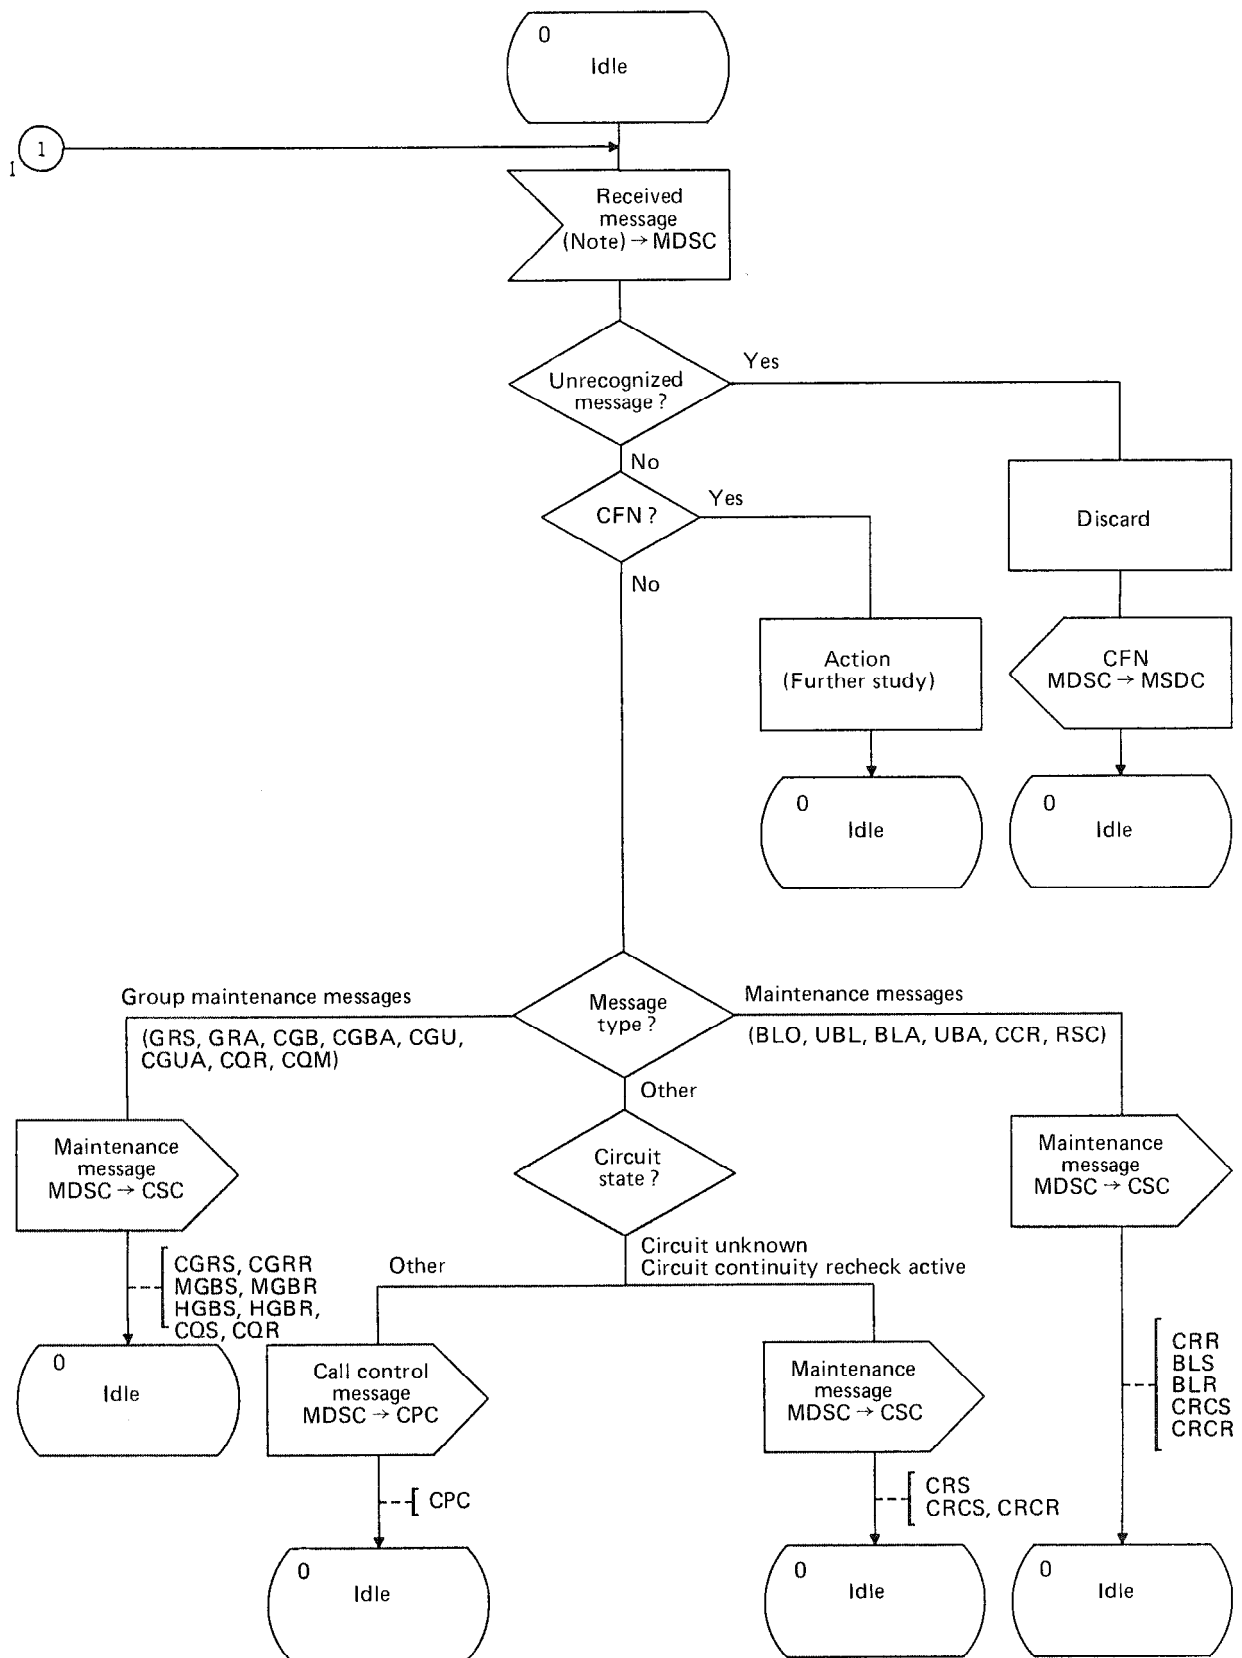 0
Idle
1
1
Received
message
(Note) → MDSC
Unrecognized
message ?
Yes
No
CFN ?
Yes
No
Discard
Action
(Further study)
CFN
MDSC → MSDC
0
Idle
0
Idle
Group maintenance messages
(GRS, GRA, CGB, CGBA, CGU,
CGUA, CQR, CQM)
Message
type ?
Maintenance messages
(BLO, UBL, BLA, UBA, CCR, RSC)
Other
Maintenance
message
MDSC → CSC
Circuit
state ?
Maintenance
message
MDSC → CSC
CGRS, CGRR
MGBS, MGBR
HGBS, HGBR,
CQS, CQR
Other
Circuit unknown
Circuit continuity recheck active
0
Idle
Call control
message
MDSC → CPC
Maintenance
message
MDSC → CSC
CRR
BLS
BLR
CRCS
CRCR
CPC
CRS
CRCS, CRCR
0
Idle
0
Idle
0
Idle